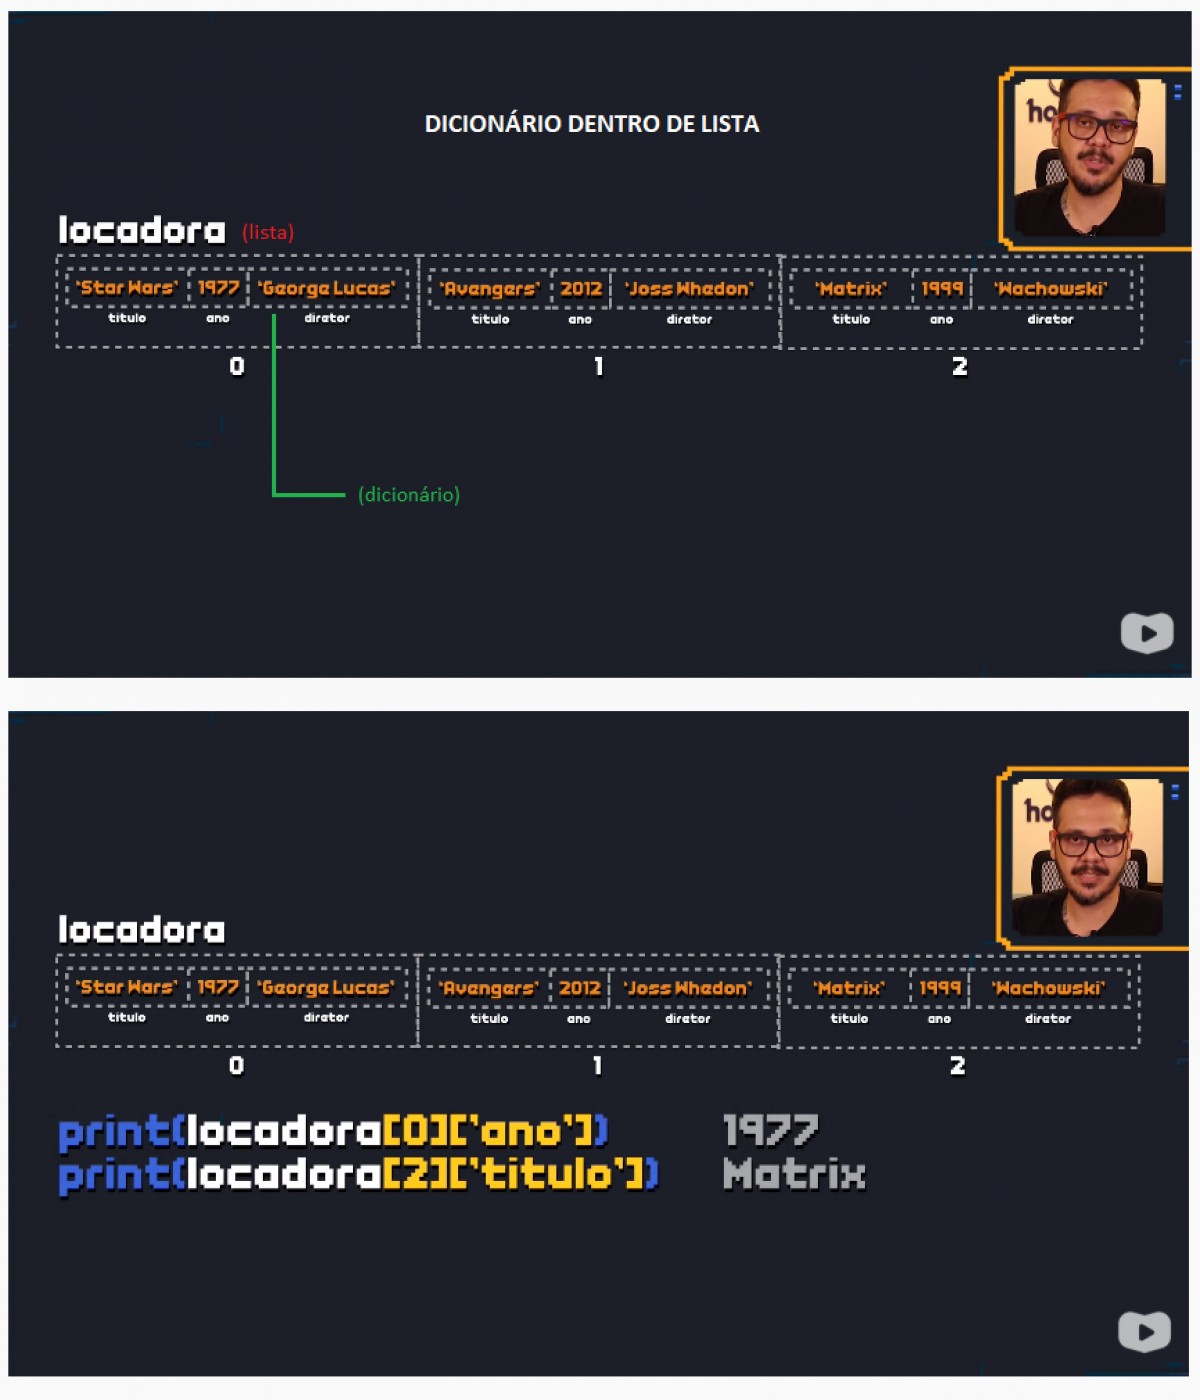 DICIONÁRIO DENTRO DE LISTA
ho
locadora (lista)
'Star Wars' 1977 'George Lucas' 'Avengers' 2012 'Joss Whedon' 'Matrix' 1999 'Wachowski'
titulo ano diretor titulo ano diretor titulo ano diretor
0 1 2
(dicionário)
ho
locadora
'Star Wars' 1977 'George Lucas' 'Avengers' 2012 'Joss Whedon' 'Matrix' 1999 'Wachowski'
titulo ano diretor titulo ano diretor titulo ano diretor
0 1 2
print(locadora[0]['ano']) 1977
print(locadora[2]['titulo']) Matrix